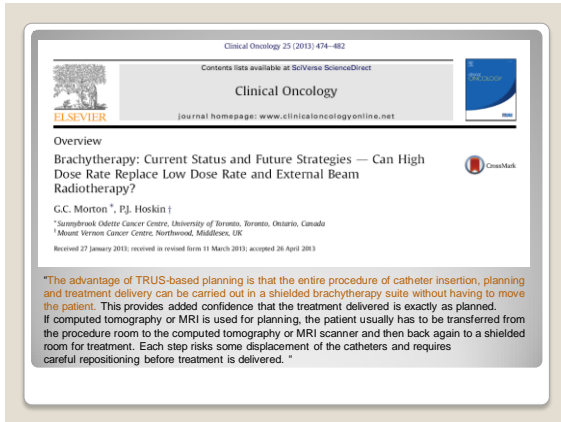 Clinical Oncology 25 (2013) 474–482
Contents lists available at SciVerse ScienceDirect
Clinical Oncology
journal homepage: www.clinicaloncologyonline.net
ELSEVIER
ONCOLOGY
Overview
Brachytherapy: Current Status and Future Strategies — Can High
Dose Rate Replace Low Dose Rate and External Beam
Radiotherapy?
CrossMark
G.C. Morton *, P.J. Hoskin †
* Sunnybrook Odette Cancer Centre, University of Toronto, Toronto, Ontario, Canada
† Mount Vernon Cancer Centre, Northwood, Middlesex, UK
Received 27 January 2013; received in revised form 11 March 2013; accepted 26 April 2013
"The advantage of TRUS-based planning is that the entire procedure of catheter insertion, planning
and treatment delivery can be carried out in a shielded brachytherapy suite without having to move
the patient. This provides added confidence that the treatment delivered is exactly as planned.
If computed tomography or MRI is used for planning, the patient usually has to be transferred from
the procedure room to the computed tomography or MRI scanner and then back again to a shielded
room for treatment. Each step risks some displacement of the catheters and requires
careful repositioning before treatment is delivered. "